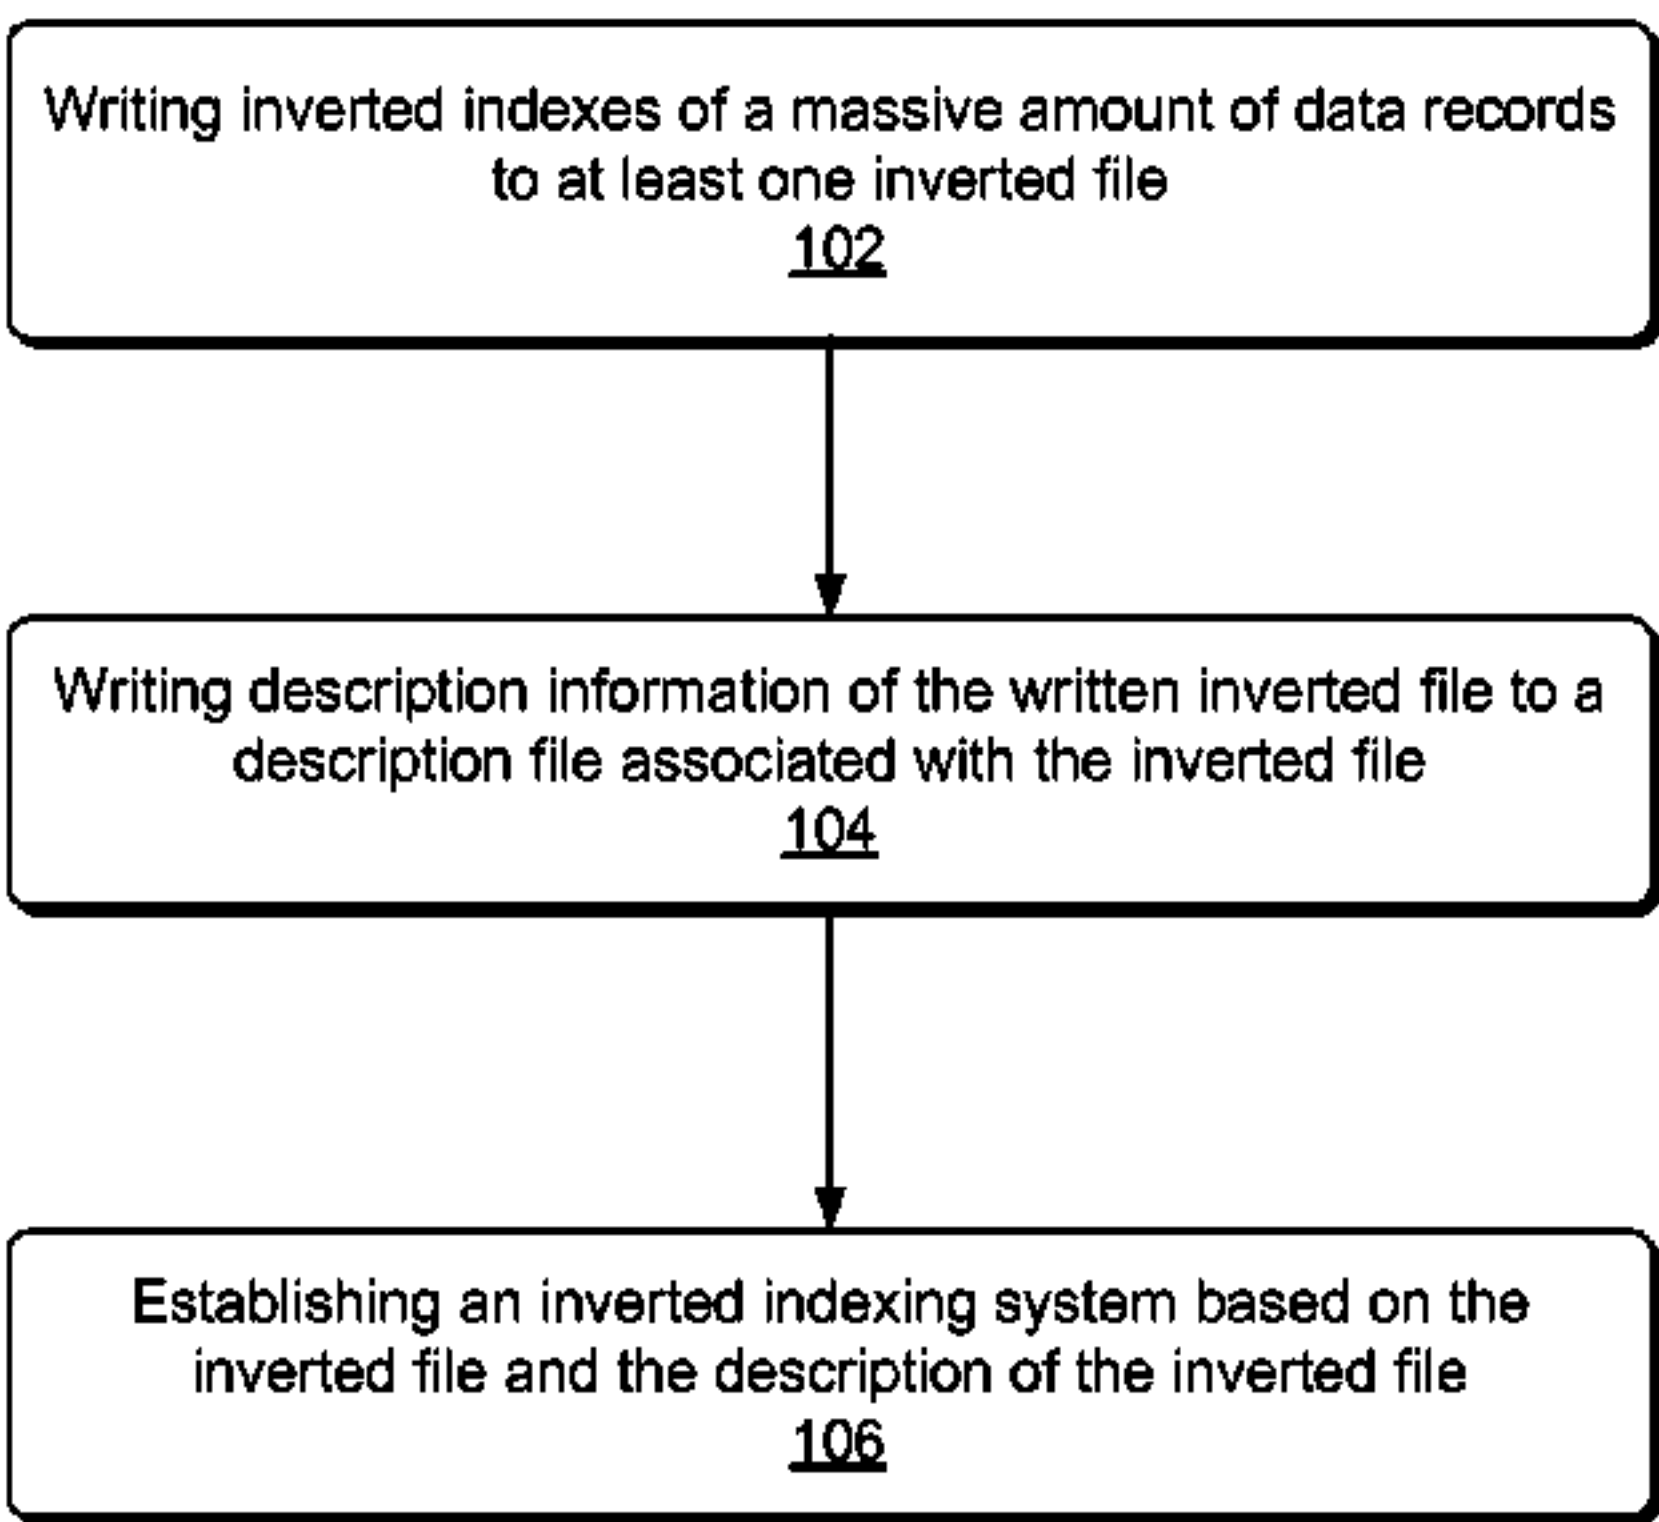 Writing inverted indexes of a massive amount of data records
to at least one inverted file
102
Writing description information of the written inverted file to a
description file associated with the inverted file
104
Establishing an inverted indexing system based on the
inverted file and the description of the inverted file
106